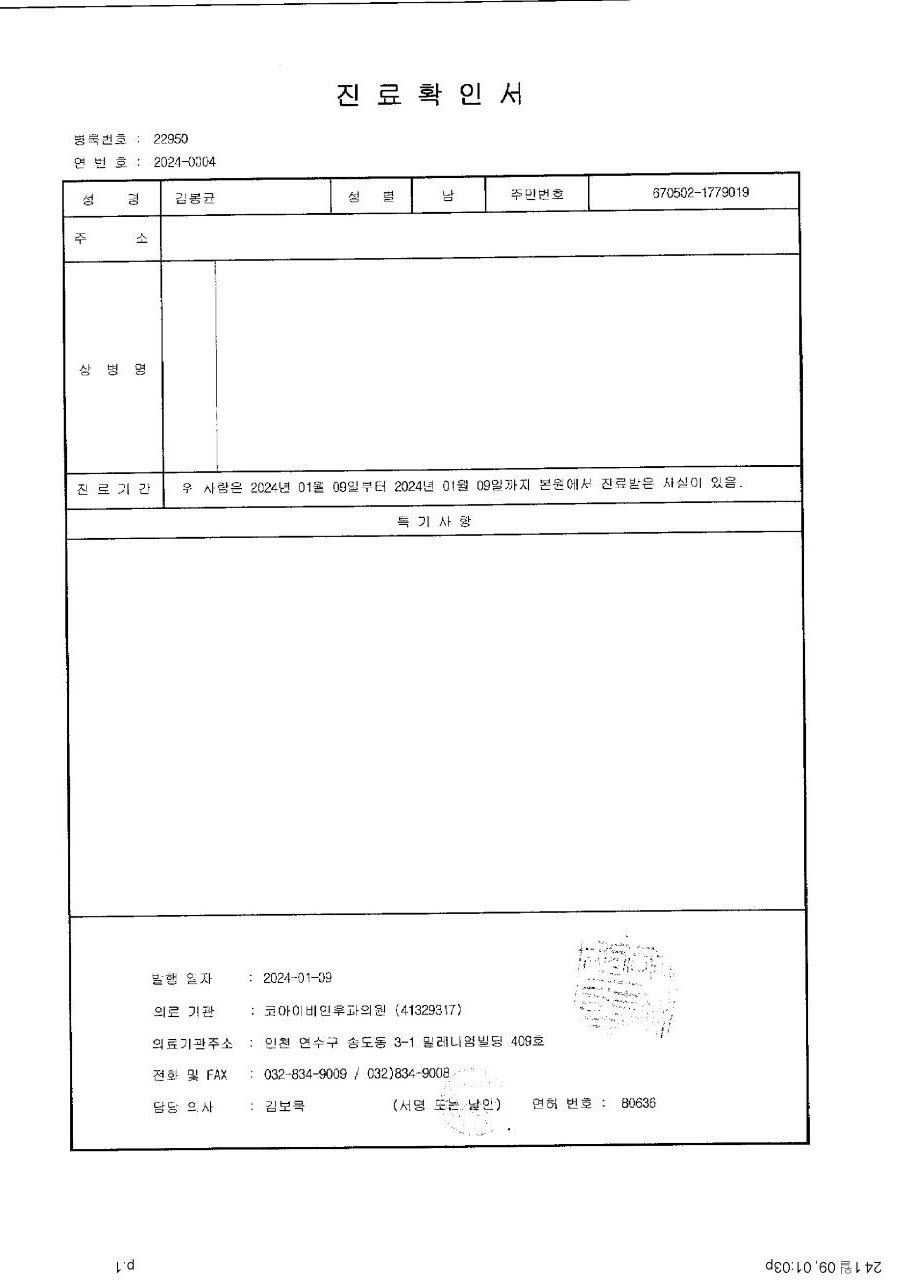 진 료 확 인 서
병록번호 : 22950
연 번 호 : 2024-0004
성 명 김봉균 성 별 남 주민번호 670502-1779019
주 소
상 병 명
진 료 기 간 우 사람은 2024년 01월 09일부터 2024년 01월 09일까지 본원에서 진료받은 사실이 있음.
특 기 사 항
발행 일자 : 2024-01-09
의료 기관 : 코아이비인후과의원 (41329317)
의료기관주소 : 인천 연수구 송도동 3-1 밀레니엄빌딩 409호
전화 및 FAX : 032-834-9009 / 032)834-9008
담당 의사 : 김보욱 (서명 또는 날인) 면허 번호 : 80636
p.1
24 1월 09, 01:03p